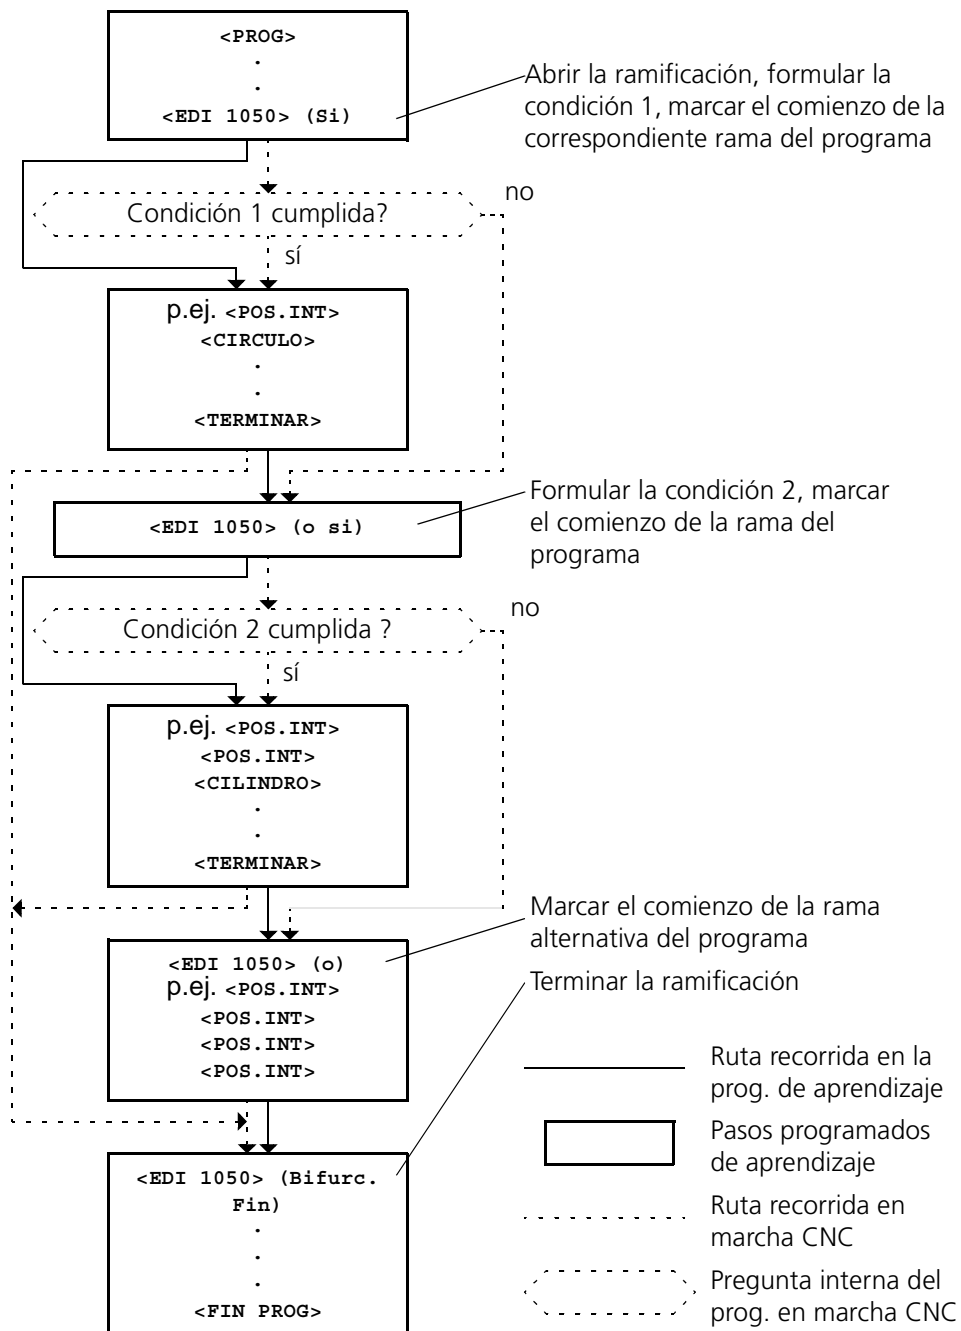 <PROG>
.
.
<EDI 1050> (Si)
Abrir la ramificación, formular la
condición 1, marcar el comienzo de la
correspondiente rama del programa
no
Condición 1 cumplida?
sí
p.ej. <POS.INT>
<CIRCULO>
.
.
<TERMINAR>
Formular la condición 2, marcar
el comienzo de la rama del
programa
<EDI 1050> (o si)
no
Condición 2 cumplida ?
sí
p.ej. <POS.INT>
<POS.INT>
<CILINDRO>
.
.
<TERMINAR>
Marcar el comienzo de la rama
alternativa del programa
<EDI 1050> (o)
p.ej. <POS.INT>
<POS.INT>
<POS.INT>
<POS.INT>
Terminar la ramificación
<EDI 1050> (Bifurc.
Fin)
.
.
.
<FIN PROG>
Ruta recorrida en la
prog. de aprendizaje
Pasos programados
de aprendizaje
Ruta recorrida en
marcha CNC
Pregunta interna del
prog. en marcha CNC